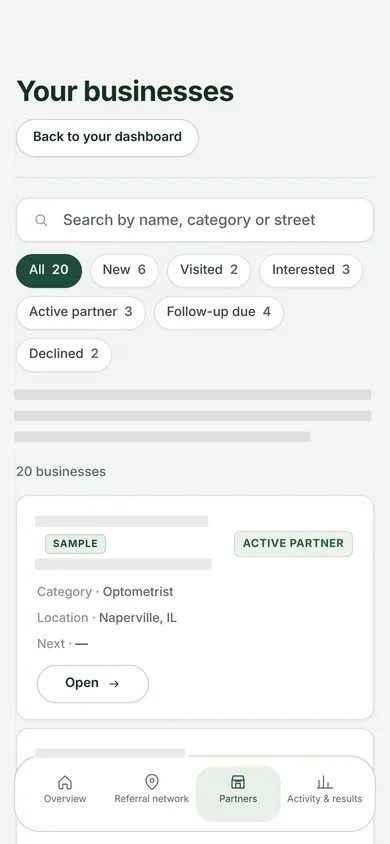 Your businesses
Back to your dashboard
Search by name, category or street
All 20 New 6 Visited 2 Interested 3
Active partner 3 Follow-up due 4
Declined 2
20 businesses
SAMPLE
ACTIVE PARTNER
Category · Optometrist
Location · Naperville, IL
Next · —
Open →
Overview Referral network Partners Activity & results